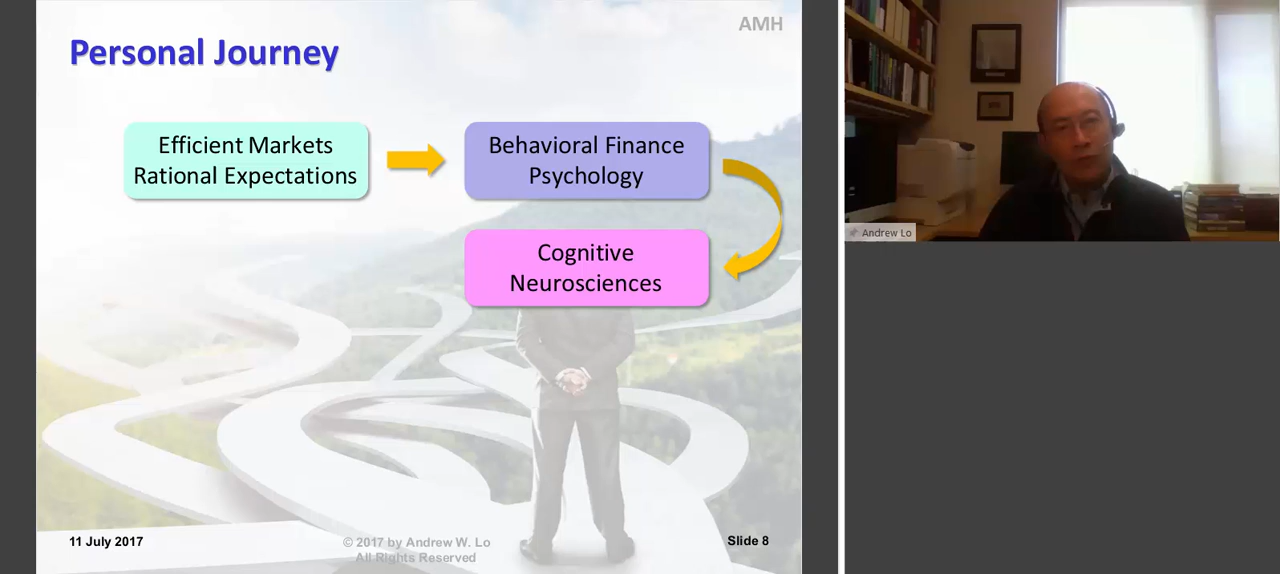 AMH
Personal Journey
Efficient Markets
Rational Expectations
Behavioral Finance
Psychology
Cognitive
Neurosciences
11 July 2017
© 2017 by Andrew W. Lo
All Rights Reserved
Slide 8
Andrew Lo